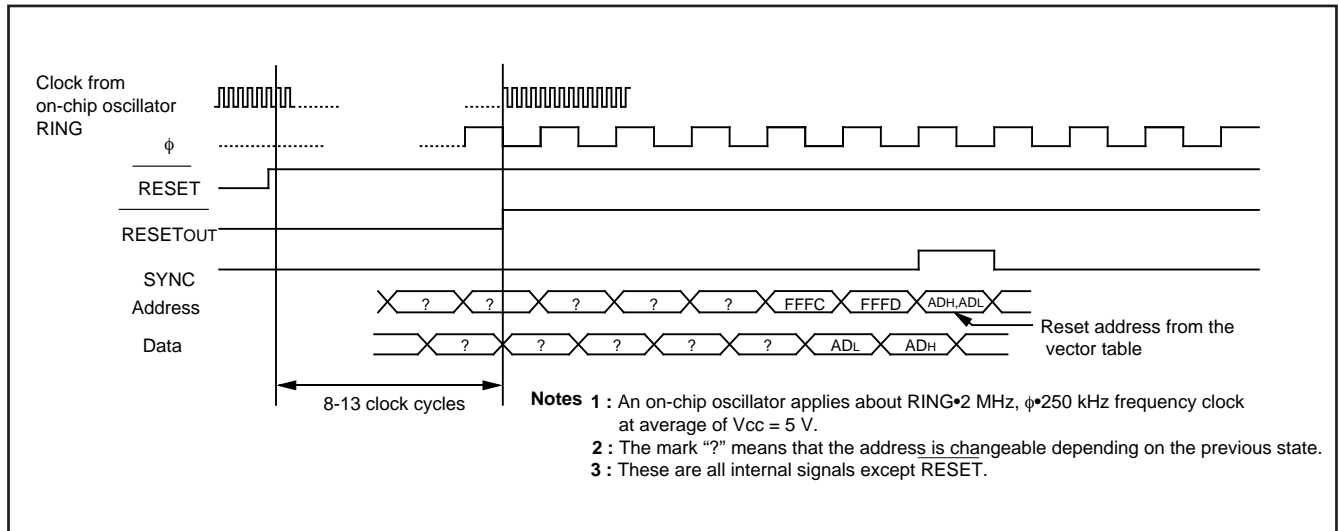 Clock from
on-chip oscillator
RING
φ
RESET
RESETOUT
SYNC
Address
? ? ? ? ? FFFC FFFD ADH,ADL
Data
? ? ? ? ? ADL ADH
Reset address from the
vector table
8-13 clock cycles
Notes 1 : An on-chip oscillator applies about RING•2 MHz, φ•250 kHz frequency clock
at average of Vcc = 5 V.
2 : The mark “?” means that the address is changeable depending on the previous state.
3 : These are all internal signals except RESET.